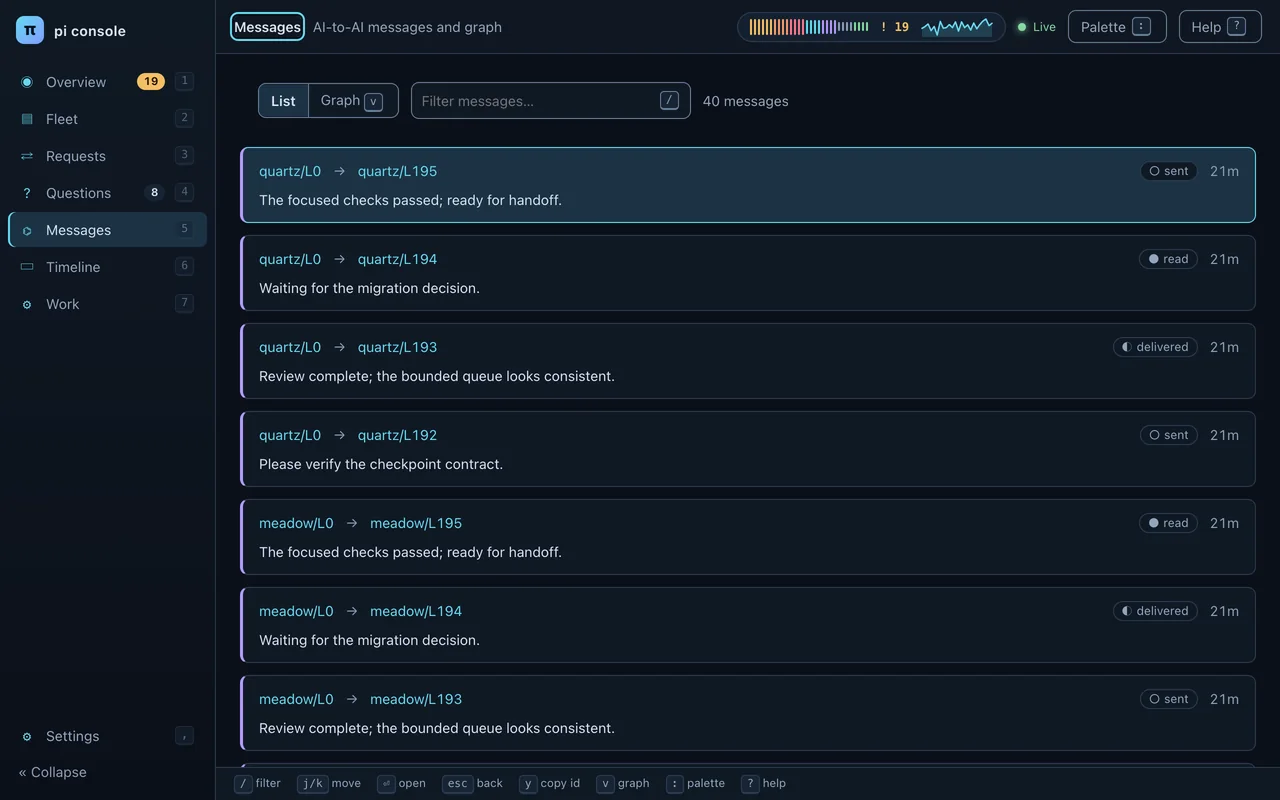 π pi console
Overview 19 1
Fleet 2
Requests 3
? Questions 8 4
Messages 5
Timeline 6
Work 7
Settings ,
« Collapse
Messages AI-to-AI messages and graph ! 19 Live Palette : Help ?
List Graph v Filter messages... / 40 messages
quartz/L0 → quartz/L195 sent 21m
The focused checks passed; ready for handoff.
quartz/L0 → quartz/L194 read 21m
Waiting for the migration decision.
quartz/L0 → quartz/L193 delivered 21m
Review complete; the bounded queue looks consistent.
quartz/L0 → quartz/L192 sent 21m
Please verify the checkpoint contract.
meadow/L0 → meadow/L195 read 21m
The focused checks passed; ready for handoff.
meadow/L0 → meadow/L194 delivered 21m
Waiting for the migration decision.
meadow/L0 → meadow/L193 sent 21m
Review complete; the bounded queue looks consistent.
/ filter j/k move ⏎ open esc back y copy id v graph : palette ? help